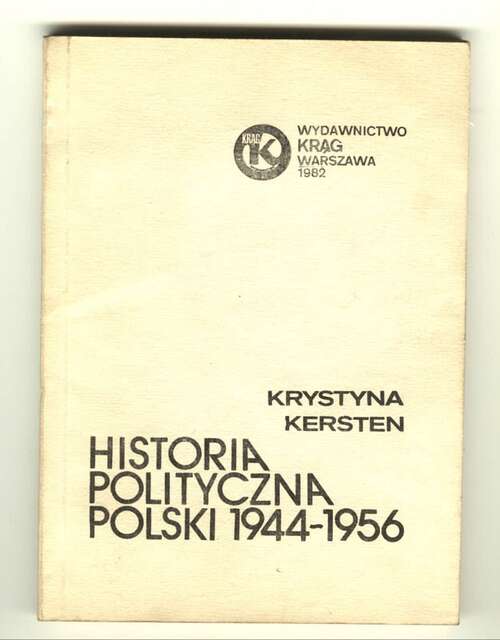 KRĄG
K
WYDAWNICTWO
KRĄG
WARSZAWA
1982
KRYSTYNA
KERSTEN
HISTORIA
POLITYCZNA
POLSKI 1944-1956